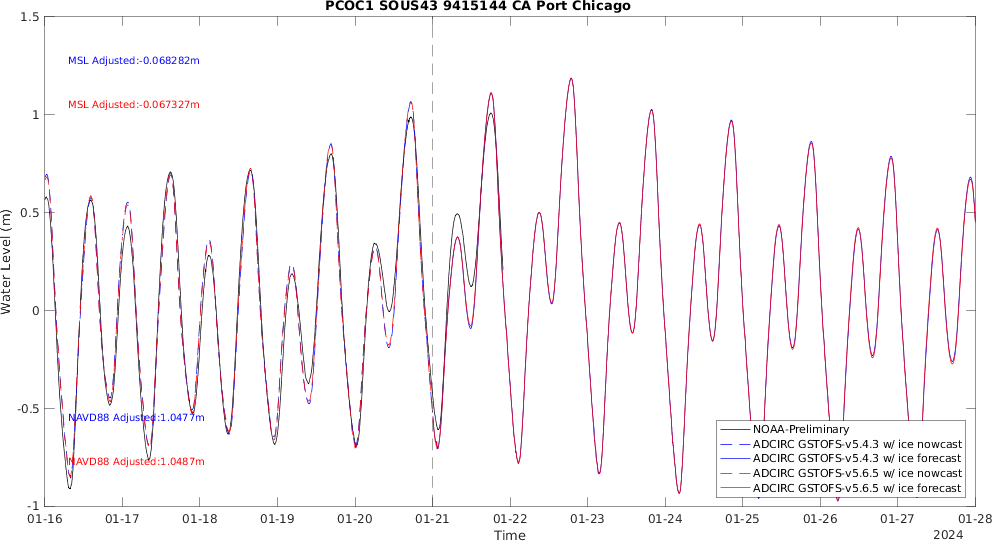 PCOC1 SOUS43 9415144 CA Port Chicago
1.5
1
0.5
0
-0.5
-1
Water Level (m)
MSL Adjusted:-0.068282m
MSL Adjusted:-0.067327m
NAVD88 Adjusted:1.0477m
NAVD88 Adjusted:1.0487m
NOAA-Preliminary
ADCIRC GSTOFS-v5.4.3 w/ ice nowcast
ADCIRC GSTOFS-v5.4.3 w/ ice forecast
ADCIRC GSTOFS-v5.6.5 w/ ice nowcast
ADCIRC GSTOFS-v5.6.5 w/ ice forecast
01-16 01-17 01-18 01-19 01-20 01-21 01-22 01-23 01-24 01-25 01-26 01-27 01-28
Time
2024